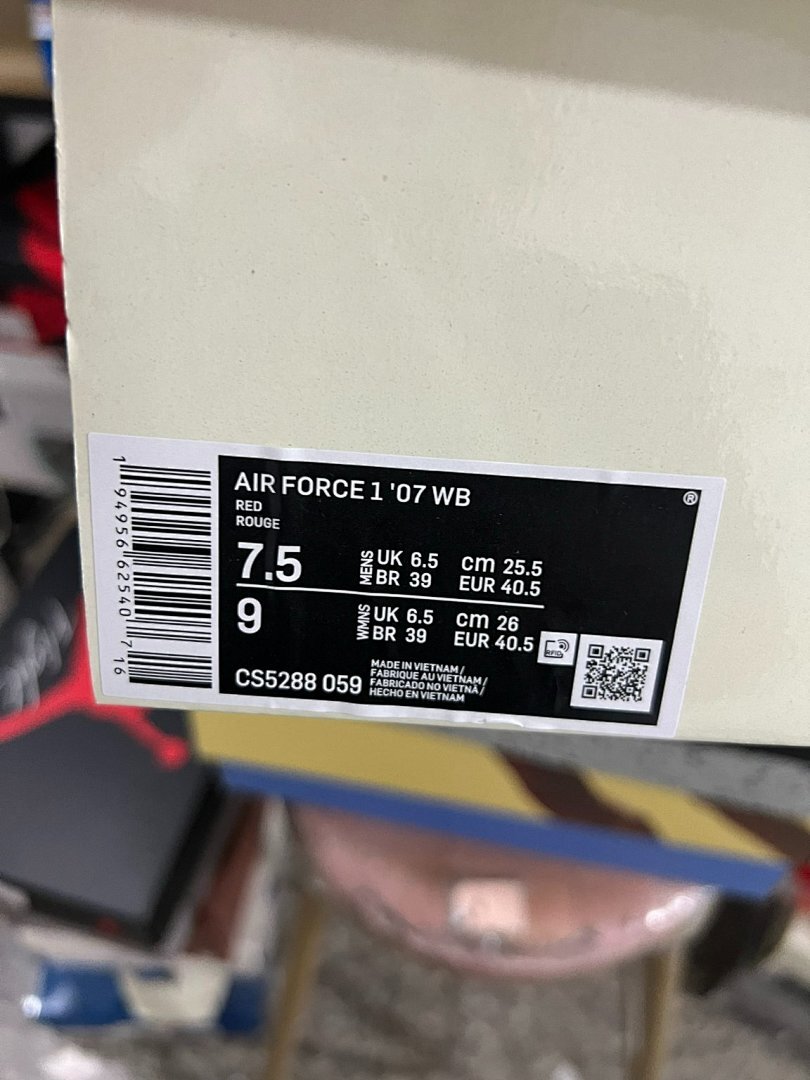 1 94956 62540 7 16
AIR FORCE 1 '07 WB
®
RED
ROUGE
7.5
MENS
UK 6.5 cm 25.5
BR 39 EUR 40.5
9
WMNS
UK 6.5 cm 26
BR 39 EUR 40.5
RFID
CS5288 059
MADE IN VIETNAM/
FABRIQUE AU VIETNAM/
FABRICADO NO VIETNÃ/
HECHO EN VIETNAM